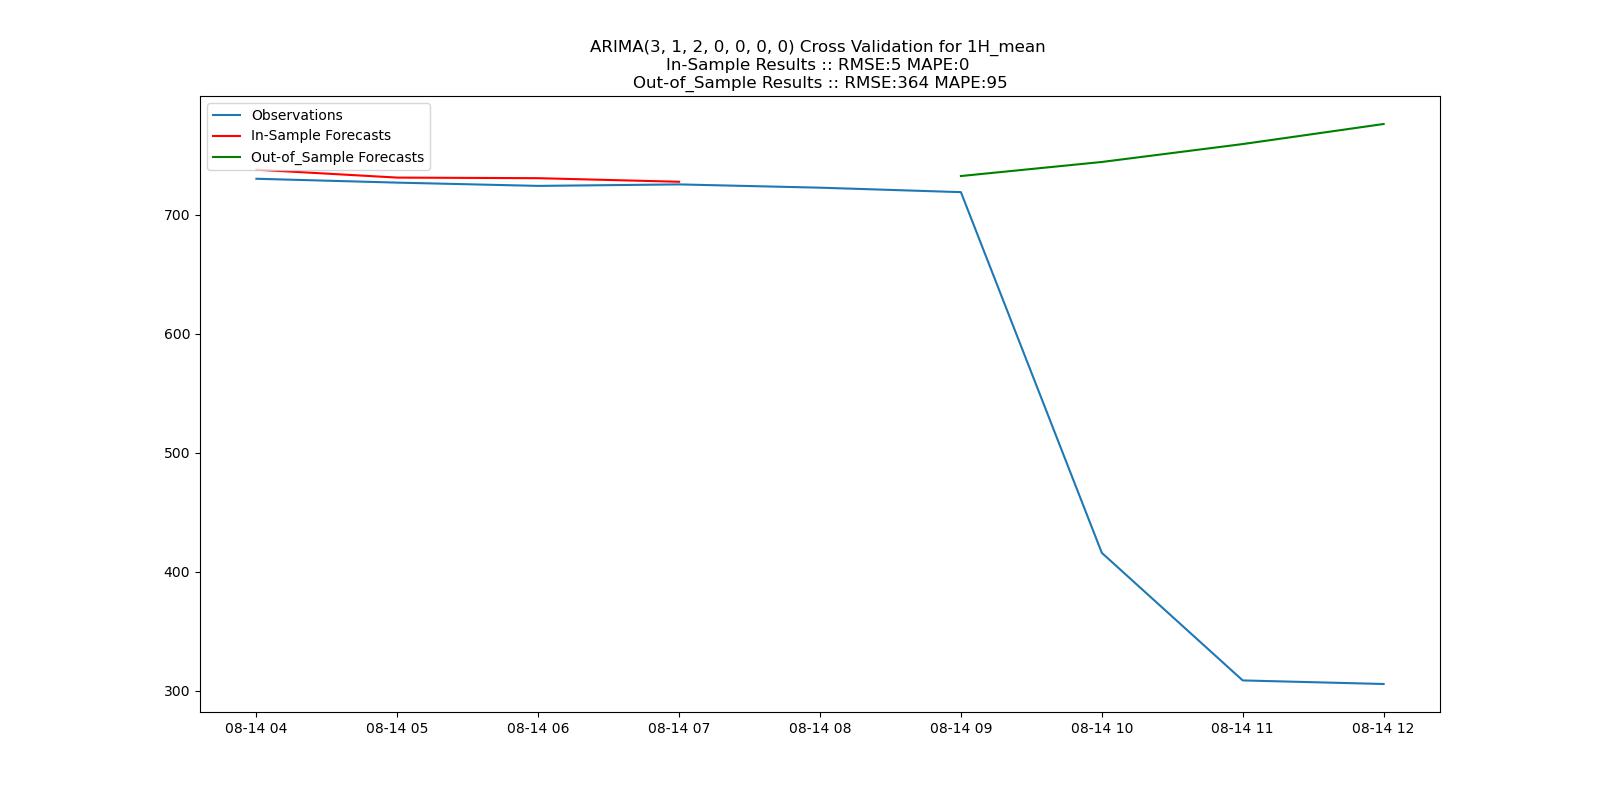 ARIMA(3, 1, 2, 0, 0, 0, 0) Cross Validation for 1H_mean
In-Sample Results :: RMSE:5 MAPE:0
Out-of_Sample Results :: RMSE:364 MAPE:95
Observations
In-Sample Forecasts
Out-of_Sample Forecasts
700
600
500
400
300
08-14 04 08-14 05 08-14 06 08-14 07 08-14 08 08-14 09 08-14 10 08-14 11 08-14 12